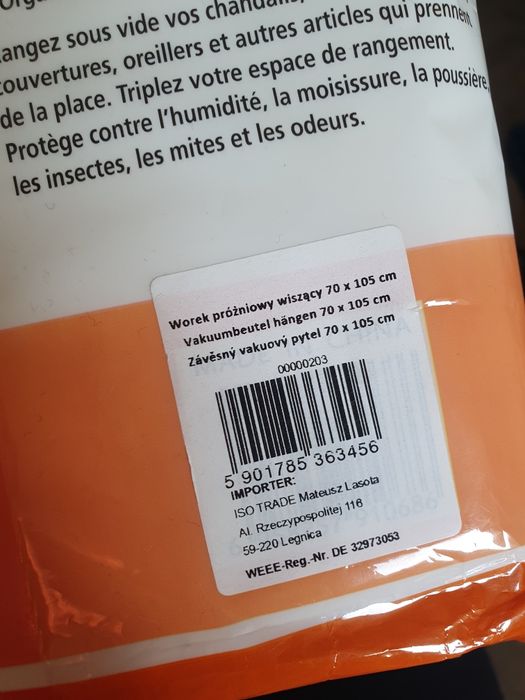 Rangez sous vide vos chandails,
couvertures, oreillers et autres articles qui prennent
de la place. Triplez votre espace de rangement.
Protège contre l'humidité, la moisissure, la poussière,
les insectes, les mites et les odeurs.
Worek próżniowy wiszący 70 x 105 cm
Vakuumbeutel hängen 70 x 105 cm
Závěsný vakuový pytel 70 x 105 cm
00000203
5 901785 363456
IMPORTER:
ISO TRADE Mateusz Lasota
Al. Rzeczypospolitej 116
59-220 Legnica
WEEE-Reg.-Nr. DE 32973053